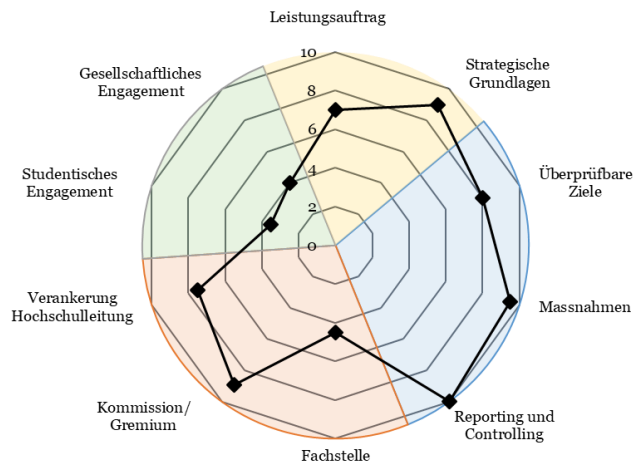 Leistungsauftrag
Strategische
Grundlagen
Überprüfbare
Ziele
Massnahmen
Reporting und
Controlling
Fachstelle
Kommission/
Gremium
Verankerung
Hochschulleitung
Studentisches
Engagement
Gesellschaftliches
Engagement
10
8
6
4
2
0